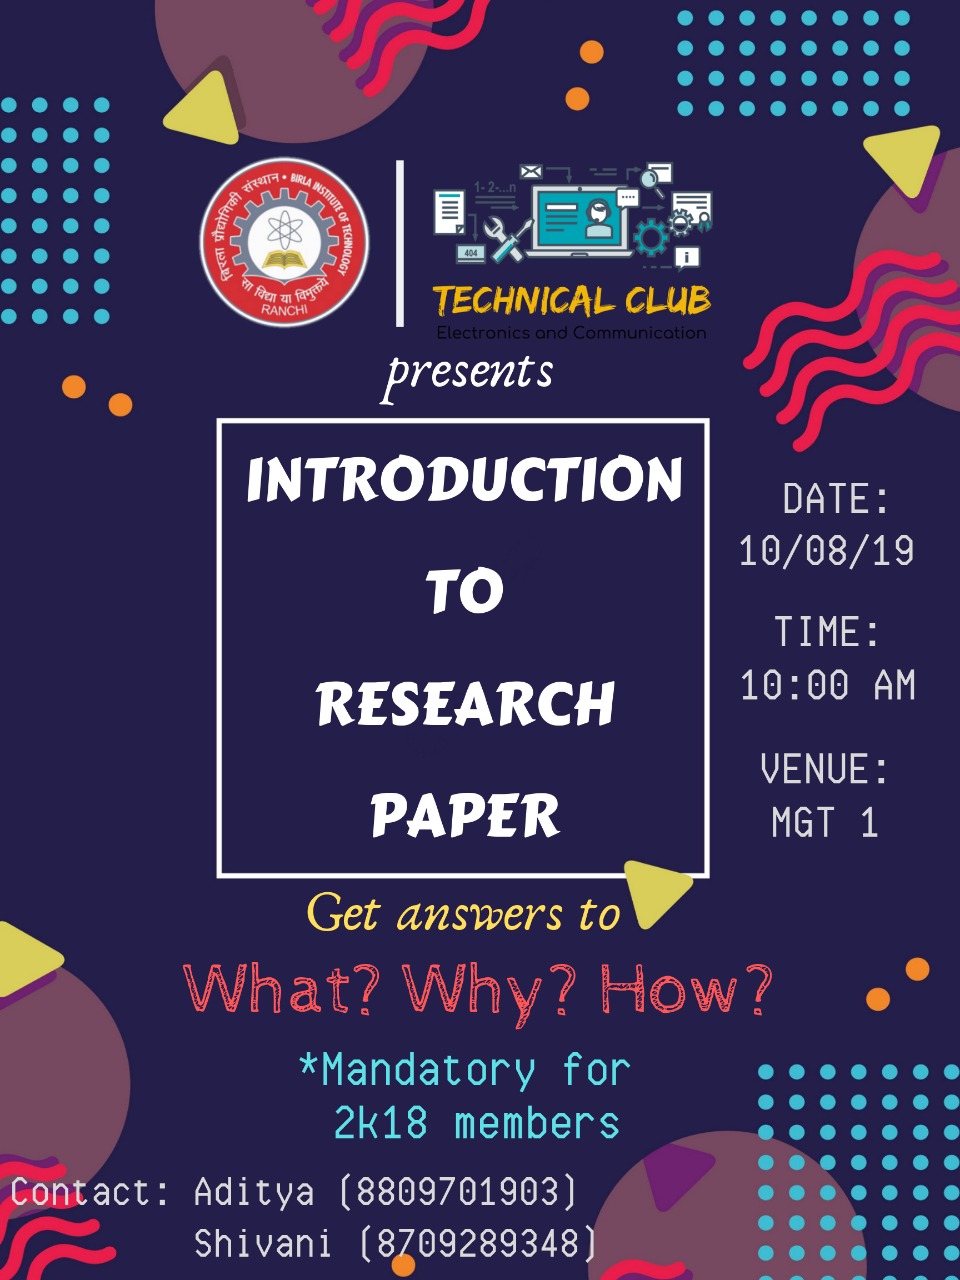 बिरला प्रौद्योगिकी संस्थान • BIRLA INSTITUTE OF TECHNOLOGY
सा विद्या या विमुक्तये
RANCHI
1-2-...n
404
i
TECHNICAL CLUB
Electronics and Communication
presents
INTRODUCTION
TO
RESEARCH
PAPER
DATE:
10/08/19
TIME:
10:00 AM
VENUE:
MGT 1
Get answers to
What? Why? How?
*Mandatory for
2k18 members
Contact: Aditya (8809701903)
Shivani (8709289348)